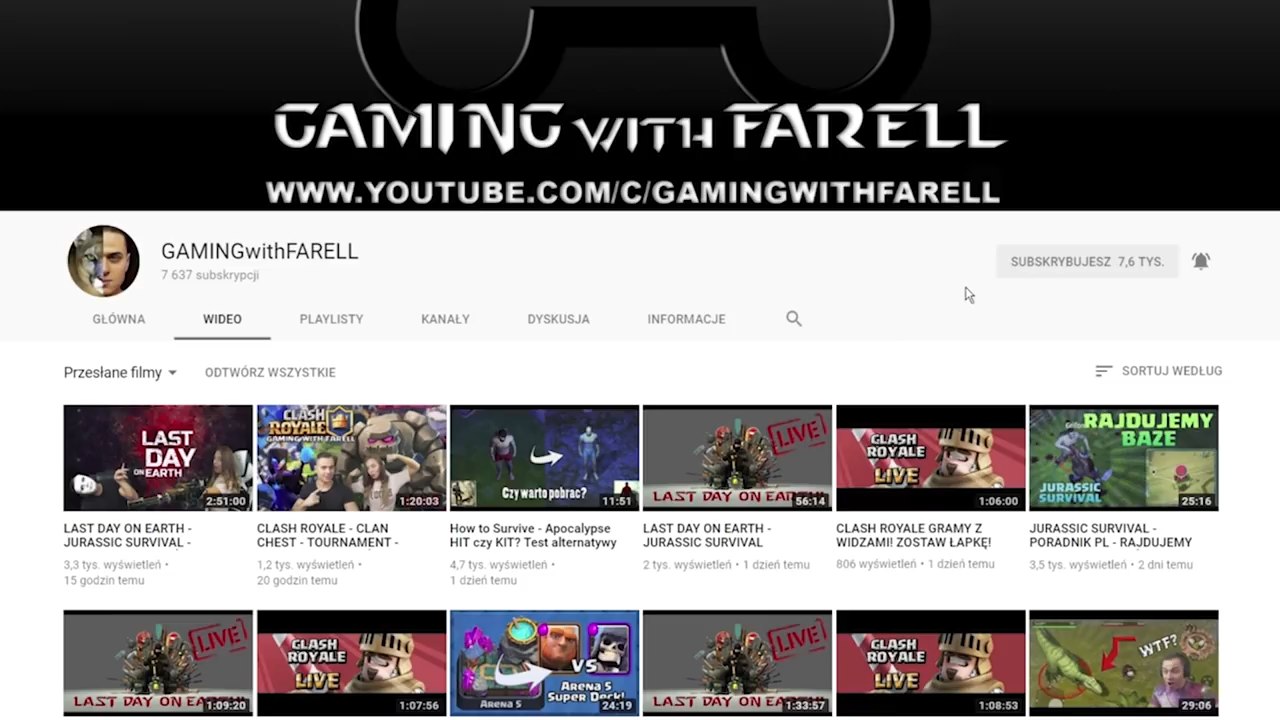 GAMING WITH FARELL
WWW.YOUTUBE.COM/C/GAMINGWITHFARELL
GAMINGwithFARELL
7 637 subskrypcji
SUBSKRYBUJESZ 7,6 TYS.
GŁÓWNA
WIDEO
PLAYLISTY
KANAŁY
DYSKUSJA
INFORMACJE
Przesłane filmy
ODTWÓRZ WSZYSTKIE
SORTUJ WEDŁUG
LAST
DAY
ON EARTH
2:51:00
CLASH
ROYALE
GAMING WITH FARELL
1:20:03
Czy warto pobrać?
11:51
LIVE
LAST DAY ON EARTH
56:14
CLASH
ROYALE
LIVE
1:06:00
RAJDUJEMY
BAZE
JURASSIC
SURVIVAL
25:16
LAST DAY ON EARTH -
JURASSIC SURVIVAL -
3,3 tys. wyświetleń •
15 godzin temu
CLASH ROYALE - CLAN
CHEST - TOURNAMENT -
1,2 tys. wyświetleń •
20 godzin temu
How to Survive - Apocalypse
HIT czy KIT? Test alternatywy
4,7 tys. wyświetleń •
1 dzień temu
LAST DAY ON EARTH -
JURASSIC SURVIVAL
2 tys. wyświetleń • 1 dzień temu
CLASH ROYALE GRAMY Z
WIDZAMI! ZOSTAW ŁAPKĘ!
806 wyświetleń • 1 dzień temu
JURASSIC SURVIVAL -
PORADNIK PL - RAJDUJEMY
3,5 tys. wyświetleń • 2 dni temu
LIVE
LAST DAY ON EARTH
1:09:20
CLASH
ROYALE
LIVE
1:07:56
VS
Arena 5
Super Deck!
Arena 5
24:19
LIVE
LAST DAY ON EARTH
1:33:57
CLASH
ROYALE
LIVE
1:08:53
WTF?
29:06